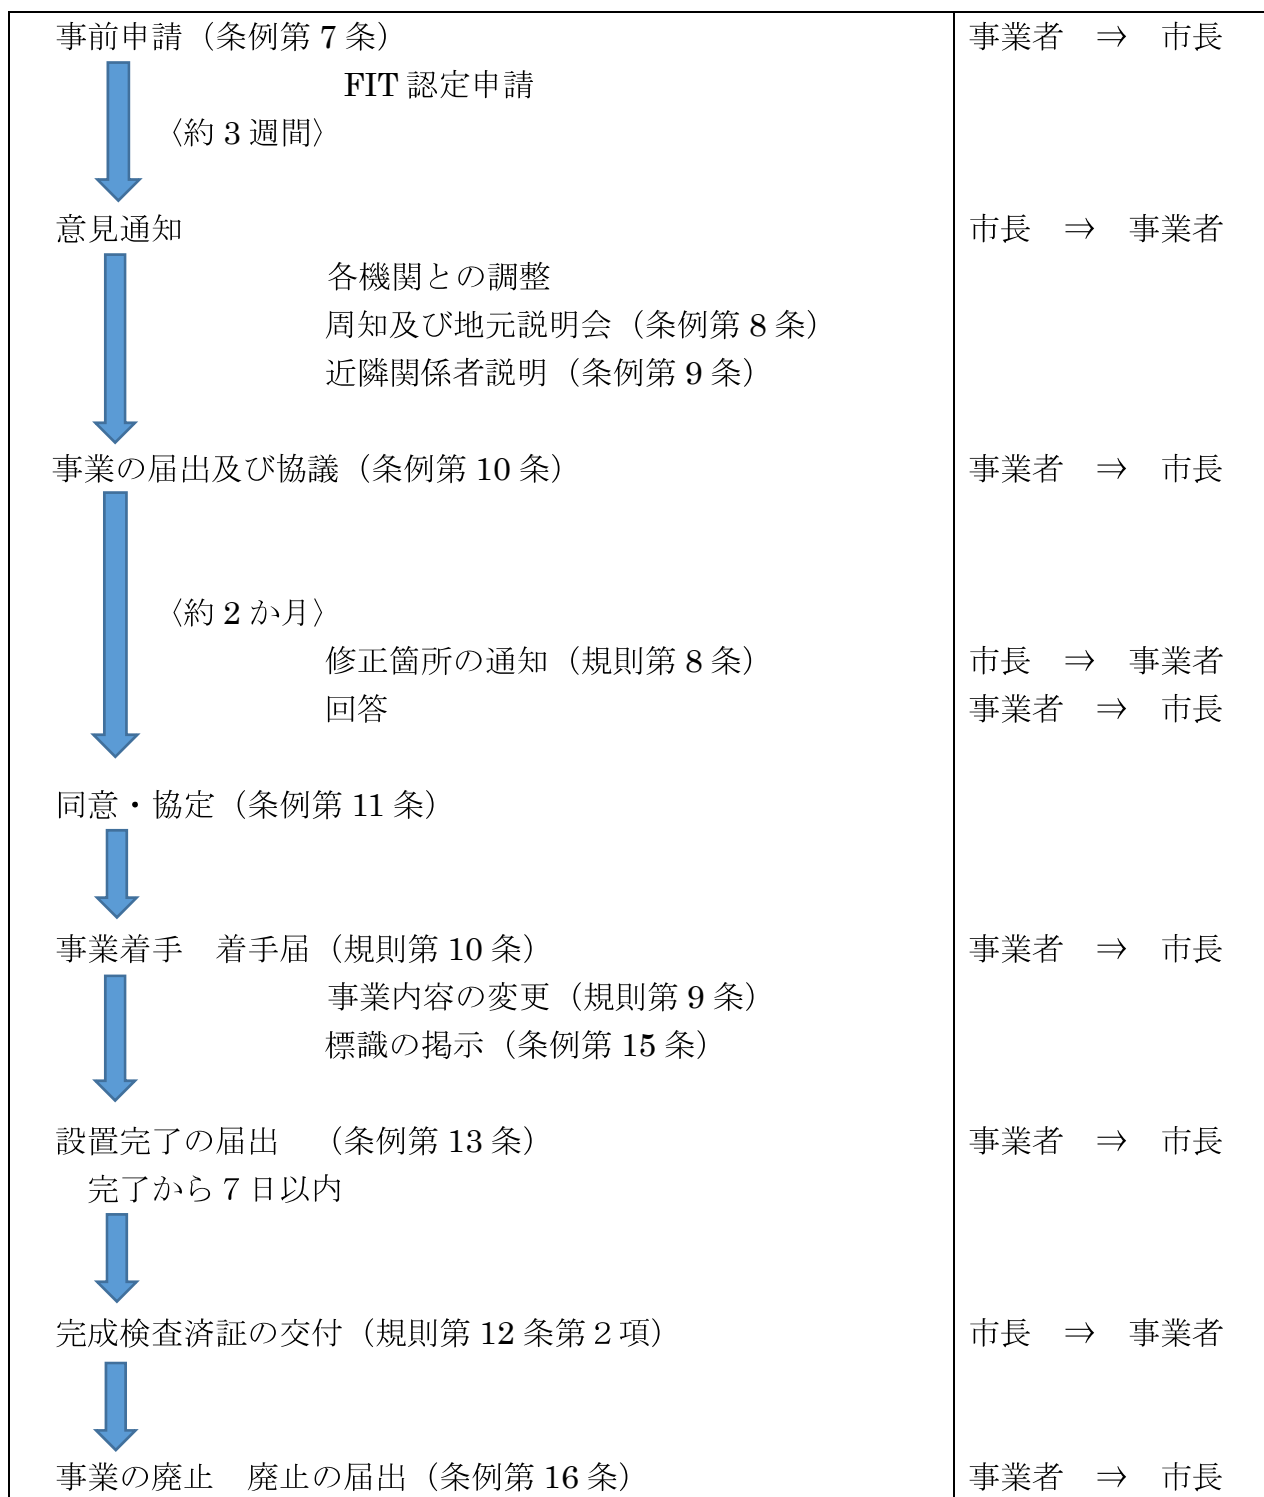 事前申請（条例第 7 条）　事業者　⇒　市長
FIT 認定申請
〈約 3 週間〉
意見通知　市長　⇒　事業者
各機関との調整
周知及び地元説明会（条例第 8 条）
近隣関係者説明（条例第 9 条）
事業の届出及び協議（条例第 10 条）　事業者　⇒　市長
〈約 2 か月〉
修正箇所の通知（規則第 8 条）　市長　⇒　事業者
回答　事業者　⇒　市長
同意・協定（条例第 11 条）
事業着手　着手届（規則第 10 条）　事業者　⇒　市長
事業内容の変更（規則第 9 条）
標識の掲示（条例第 15 条）
設置完了の届出　（条例第 13 条）　事業者　⇒　市長
完了から７日以内
完成検査済証の交付（規則第 12 条第２項）　市長　⇒　事業者
事業の廃止　廃止の届出（条例第 16 条）　事業者　⇒　市長